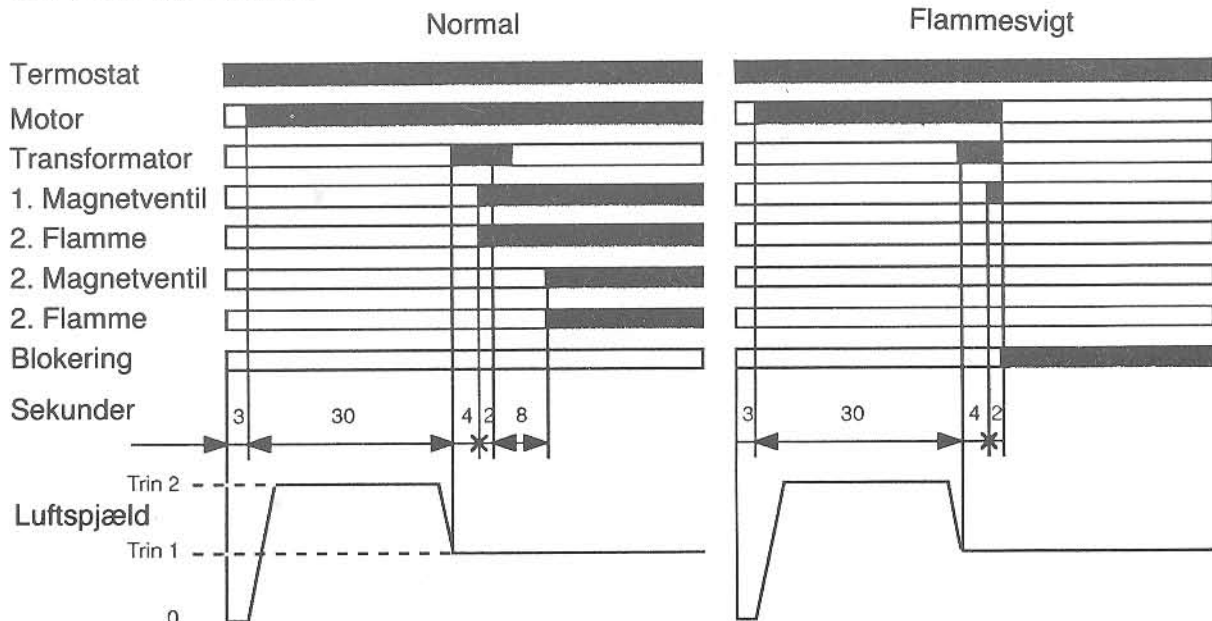 Normal
Flammesvigt
Termostat
Motor
Transformator
1. Magnetventil
2. Flamme
2. Magnetventil
2. Flamme
Blokering
Sekunder
3 30 4 2 8
3 30 4 2
Trin 2
Luftspjæld
Trin 1
0